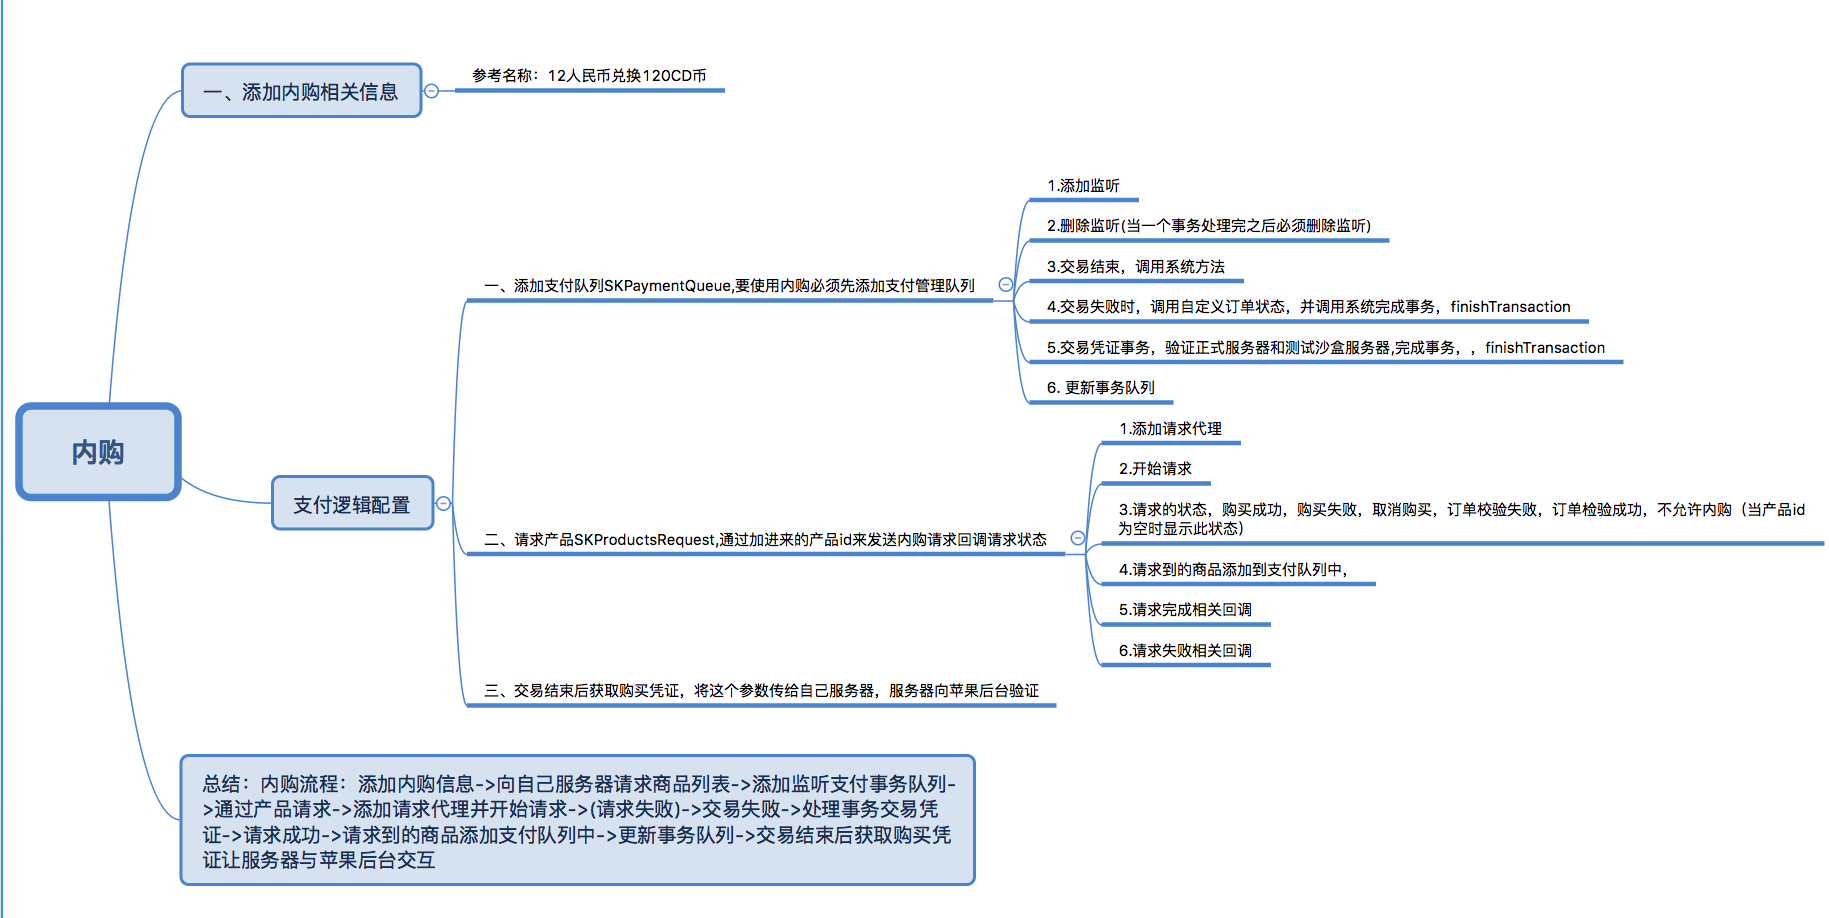 一、添加内购相关信息
参考名称：12人民币兑换120CD币
1.添加监听
2.删除监听(当一个事务处理完之后必须删除监听)
一、添加支付队列SKPaymentQueue,要使用内购必须先添加支付管理队列
3.交易结束，调用系统方法
4.交易失败时，调用自定义订单状态，并调用系统完成事务，finishTransaction
5.交易凭证事务，验证正式服务器和测试沙盒服务器,完成事务，，finishTransaction
6. 更新事务队列
内购
支付逻辑配置
1.添加请求代理
2.开始请求
3.请求的状态，购买成功，购买失败，取消购买，订单校验失败，订单检验成功，不允许内购（当产品id
为空时显示此状态）
二、请求产品SKProductsRequest,通过加进来的产品id来发送内购请求回调请求状态
4.请求到的商品添加到支付队列中，
5.请求完成相关回调
6.请求失败相关回调
三、交易结束后获取购买凭证，将这个参数传给自己服务器，服务器向苹果后台验证
总结：内购流程：添加内购信息->向自己服务器请求商品列表->添加监听支付事务队列-
>通过产品请求->添加请求代理并开始请求->(请求失败)->交易失败->处理事务交易凭
证->请求成功->请求到的商品添加支付队列中->更新事务队列->交易结束后获取购买凭
证让服务器与苹果后台交互